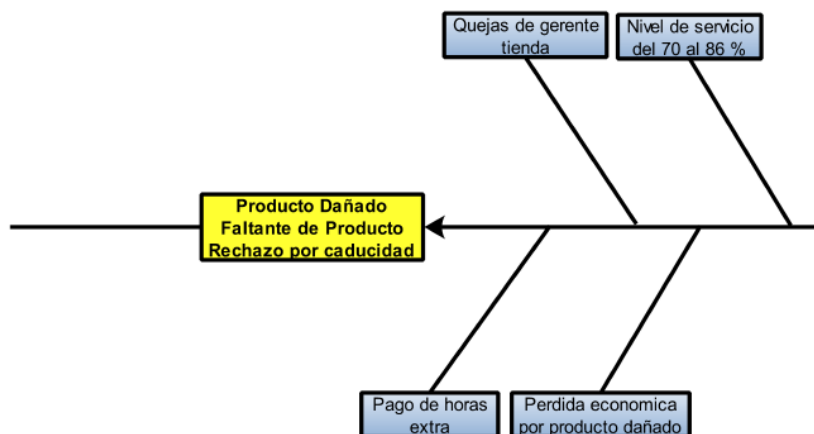 Quejas de gerente
tienda
Nivel de servicio
del 70 al 86 %
Producto Dañado
Faltante de Producto
Rechazo por caducidad
Pago de horas
extra
Perdida economica
por producto dañado